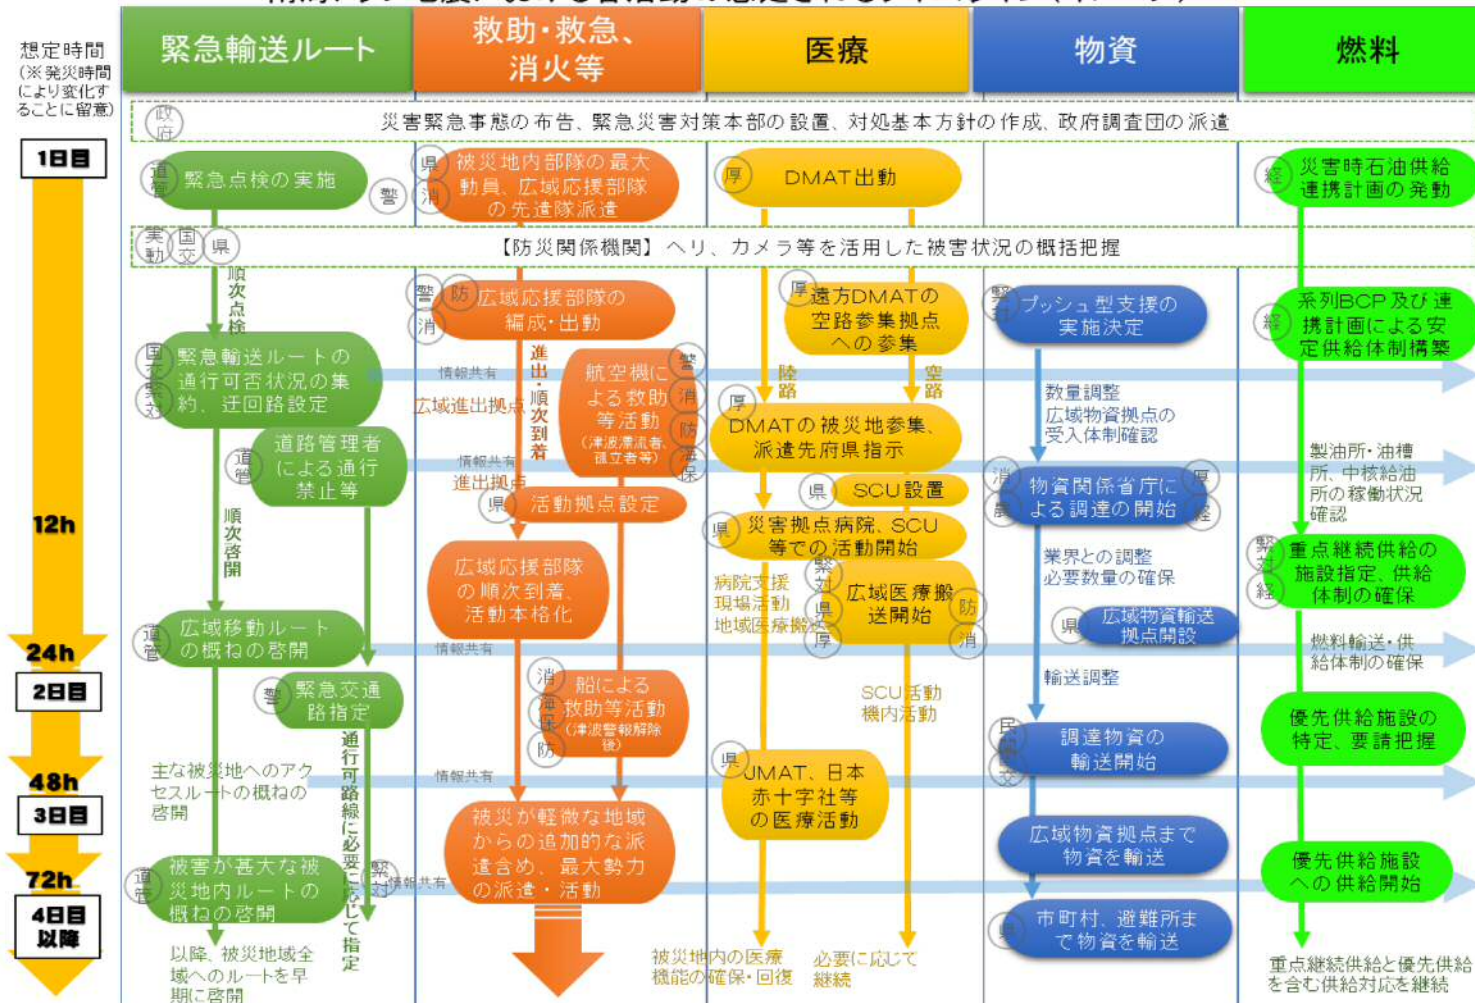 想定時間
(※発災時間
により変化す
ることに留意)
緊急輸送ルート
救助・救急、
消火等
医療
物資
燃料
政府
災害緊急事態の布告、緊急災害対策本部の設置、対処基本方針の作成、政府調査団の派遣
1日目
道管
緊急点検の実施
警
県
消
被災地内部隊の最大
動員、広域応援部隊
の先遣隊派遣
厚
DMAT出動
経
災害時石油供給
連携計画の発動
実動
国交
県
【防災関係機関】ヘリ、カメラ等を活用した被害状況の概括把握
順次点検
警
防
消
広域応援部隊の
編成・出動
厚
遠方DMATの
空路参集拠点
への参集
緊対
プッシュ型支援の
実施決定
経
系列BCP及び連
携計画による安
定供給体制構築
国交
緊対
緊急輸送ルートの
通行可否状況の集
約、迂回路設定
情報共有
広域進出拠点
進出・順次到着
航空機に
よる救助
等活動
(津波漂流者、
孤立者等)
警
消
防
海保
陸路
空路
数量調整
広域物資拠点の
受入体制確認
厚
DMATの被災地参集、
派遣先府県指示
道管
道路管理者
による通行
禁止等
情報共有
進出拠点
製油所・油槽
所、中核給油
所の稼働状況
確認
県
活動拠点設定
県
SCU設置
消
農
物資関係省庁に
よる調達の開始
厚
経
12h
順次啓開
県
災害拠点病院、SCU
等での活動開始
広域応援部隊
の順次到着、
活動本格化
病院支援
現場活動
地域医療搬送
緊対
県
厚
広域医療搬
送開始
防
消
業界との調整
必要数量の確保
緊対
経
重点継続供給の
施設指定、供給
体制の確保
道管
広域移動ルート
の概ねの啓開
県
広域物資輸送
拠点開設
24h
情報共有
燃料輸送・供
給体制の確保
2日目
警
緊急交通
路指定
消
海保
防
船による
救助等活動
(津波警報解除
後)
SCU活動
機内活動
輸送調整
優先供給施設の
特定、要請把握
通行可路線に必要に応じて指定
主な被災地へのアク
セスルートの概ねの
啓開
情報共有
県
JMAT、日本
赤十字社等
の医療活動
調達物資の
輸送開始
48h
3日目
被災が軽微な地域
からの追加的な派
遣含め、最大勢力
の派遣・活動
広域物資拠点まで
物資を輸送
72h
道管
被害が甚大な被
災地内ルートの
概ねの啓開
緊対
情報共有
優先供給施設
への供給開始
4日目
以降
県
市町村、避難所ま
で物資を輸送
以降、被災地域全
域へのルートを早
期に啓開
被災地内の医療
機能の確保・回復
必要に応じて
継続
重点継続供給と優先供給
を含む供給対応を継続